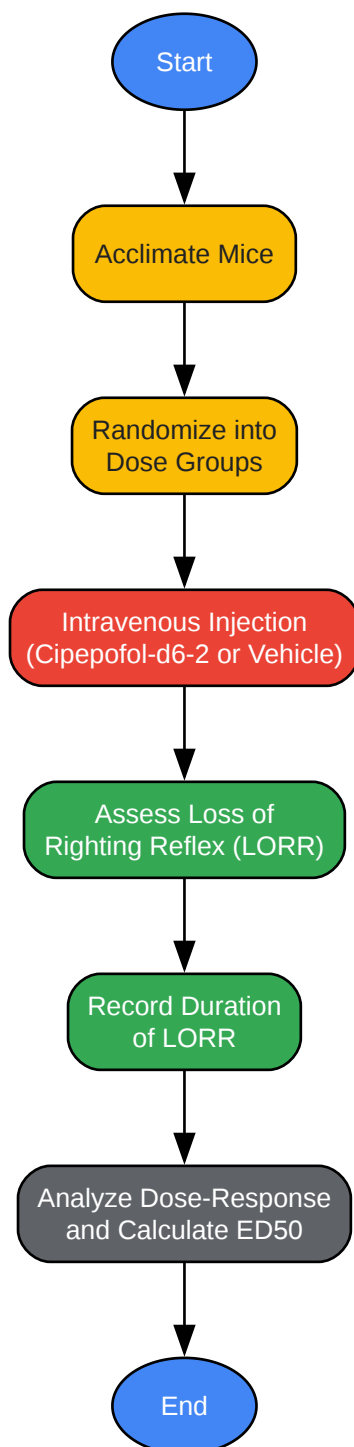 Start
Acclimate Mice
Randomize into
Dose Groups
Intravenous Injection
(Cipepofol-d6-2 or Vehicle)
Assess Loss of
Righting Reflex (LORR)
Record Duration
of LORR
Analyze Dose-Response
and Calculate ED50
End